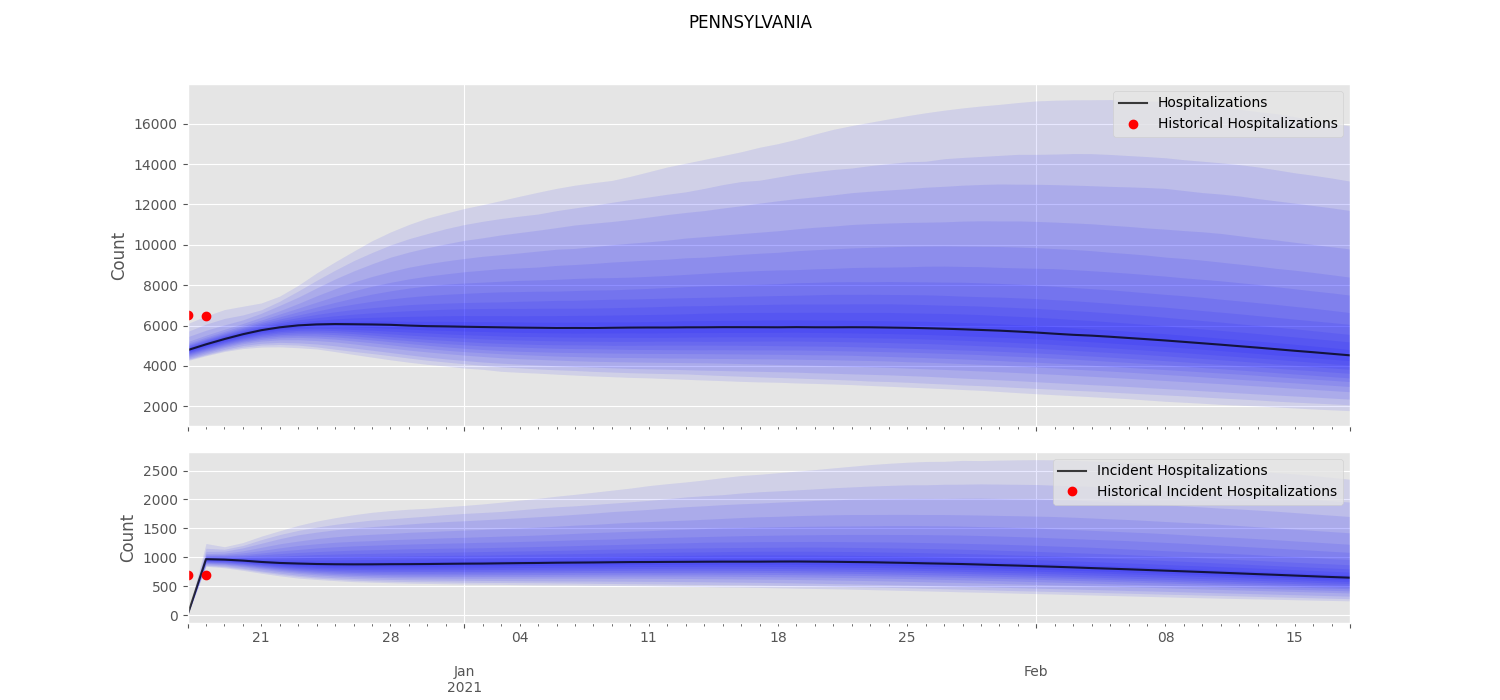 PENNSYLVANIA
Hospitalizations
Historical Hospitalizations
16000
14000
12000
10000
8000
6000
4000
2000
Count
Incident Hospitalizations
Historical Incident Hospitalizations
2500
2000
1500
1000
500
0
Count
21 28 04 11 18 25 08 15
Jan Feb
2021